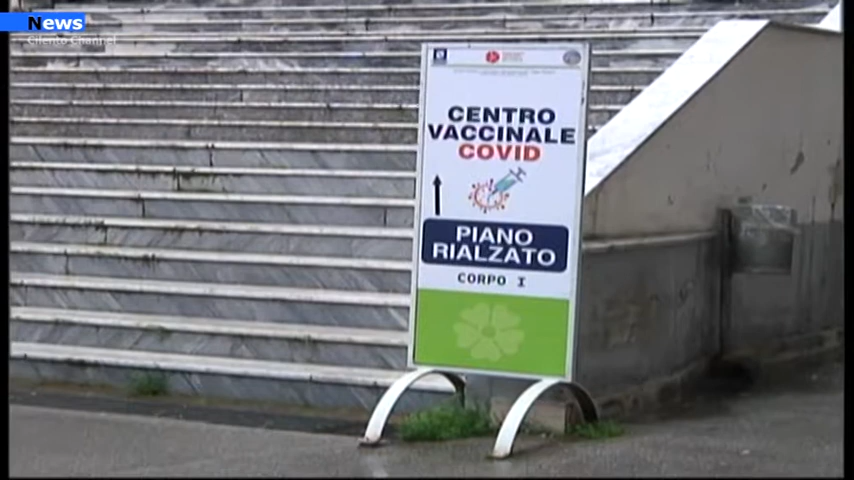 News
Cilento Channel
CENTRO
VACCINALE
COVID
PIANO
RIALZATO
CORPO I